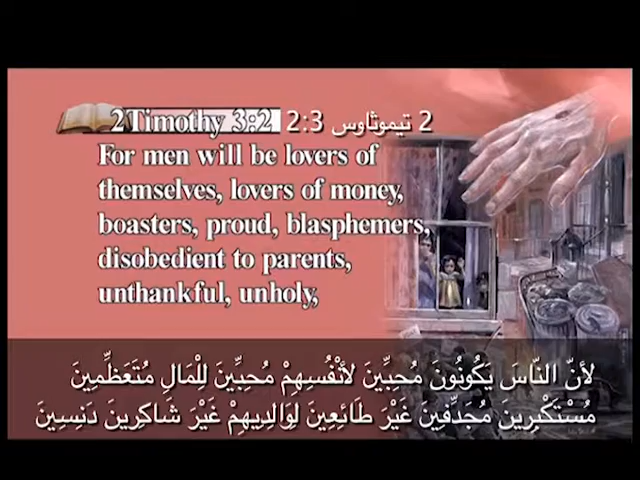 2Timothy 3:2 2 تيموثاوس 2:3
For men will be lovers of
themselves, lovers of money,
boasters, proud, blasphemers,
disobedient to parents,
unthankful, unholy,
لأنّ النّاسَ يَكُونُونَ مُحِبِّينَ لأنْفُسِهِمْ مُحِبِّينَ لِلْمَالِ مُتَعَظِّمِينَ
مُسْتَكْبِرِينَ مُجَدِّفِينَ غَيْرَ طَائِعِينَ لِوَالِدِيهِمْ غَيْرَ شَاكِرِينَ دَنِسِينَ